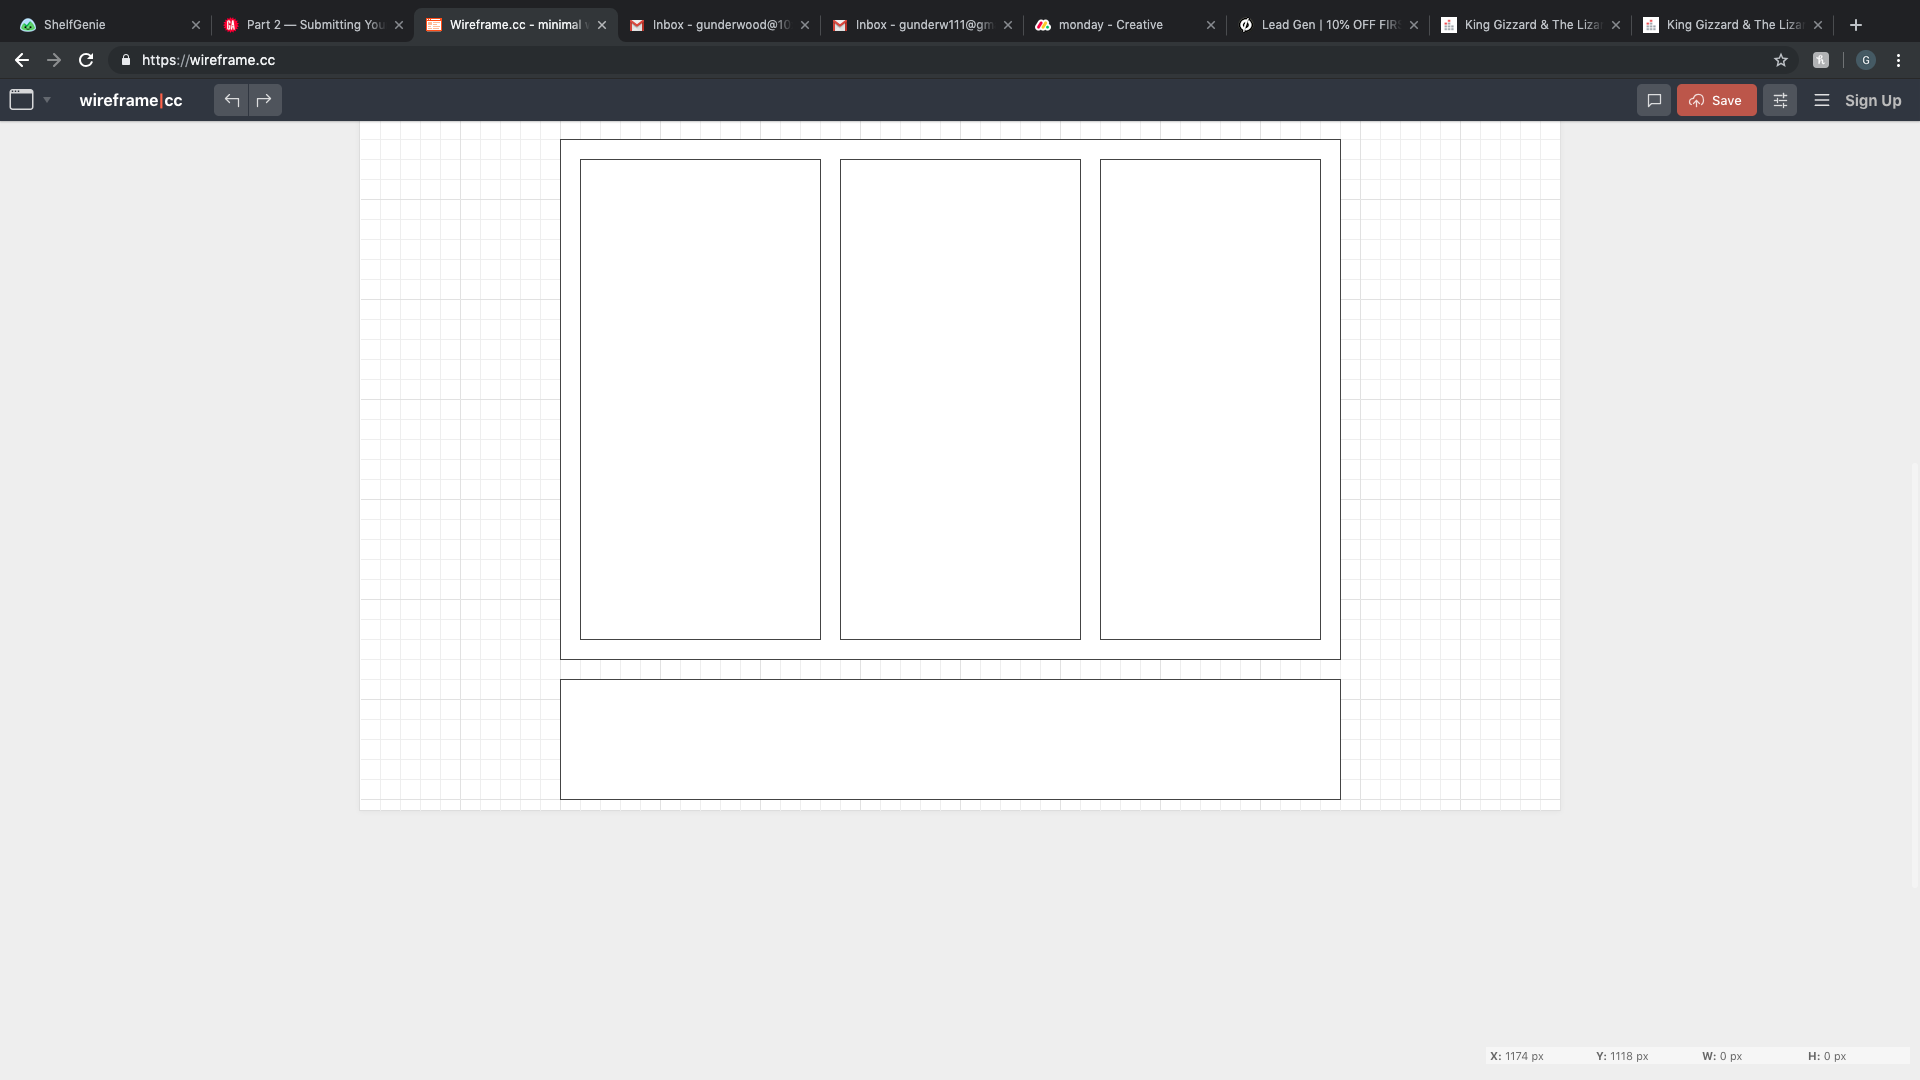 ShelfGenie
Part 2 — Submitting You
Wireframe.cc - minimal
Inbox - gunderwood@10
Inbox - gunderw111@gm
monday - Creative
Lead Gen | 10% OFF FIR
King Gizzard & The Liza
King Gizzard & The Liza
https://wireframe.cc
G
wireframe|cc
Save
Sign Up
X: 1174 px
Y: 1118 px
W: 0 px
H: 0 px